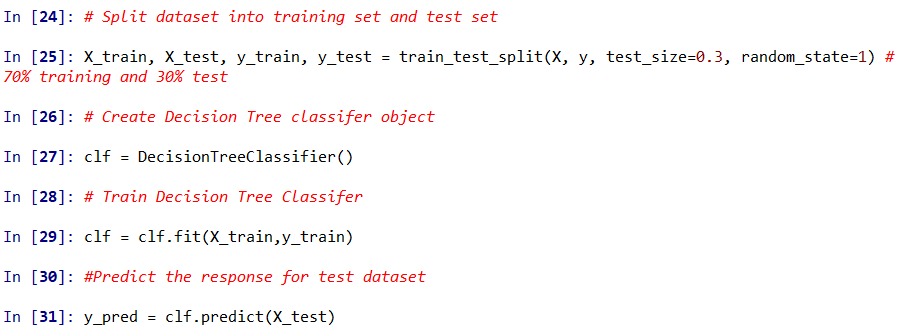 In [24]: # Split dataset into training set and test set
In [25]: X_train, X_test, y_train, y_test = train_test_split(X, y, test_size=0.3, random_state=1) #
70% training and 30% test
In [26]: # Create Decision Tree classifer object
In [27]: clf = DecisionTreeClassifier()
In [28]: # Train Decision Tree Classifer
In [29]: clf = clf.fit(X_train,y_train)
In [30]: #Predict the response for test dataset
In [31]: y_pred = clf.predict(X_test)